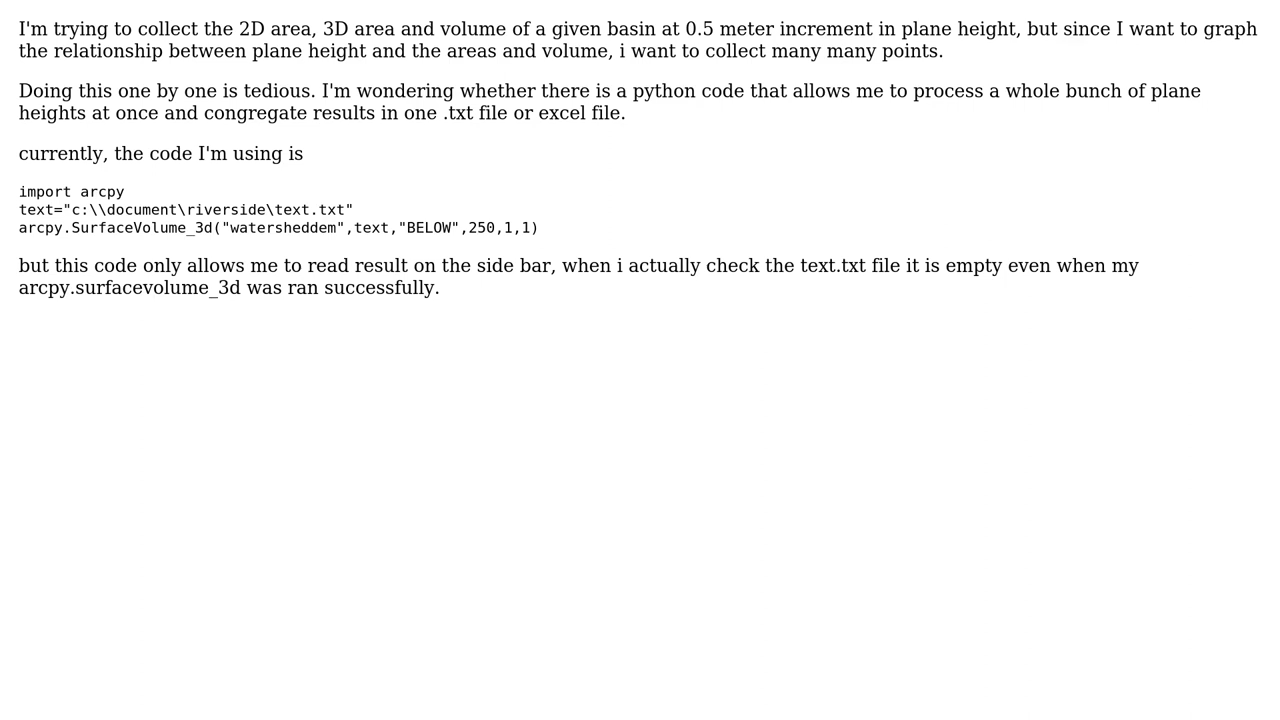 I'm trying to collect the 2D area, 3D area and volume of a given basin at 0.5 meter increment in plane height, but since I want to graph
the relationship between plane height and the areas and volume, i want to collect many many points.
Doing this one by one is tedious. I'm wondering whether there is a python code that allows me to process a whole bunch of plane
heights at once and congregate results in one .txt file or excel file.
currently, the code I'm using is
import arcpy
text="c:\\document\riverside\text.txt"
arcpy.SurfaceVolume_3d("watersheddem",text,"BELOW",250,1,1)
but this code only allows me to read result on the side bar, when i actually check the text.txt file it is empty even when my
arcpy.surfacevolume_3d was ran successfully.